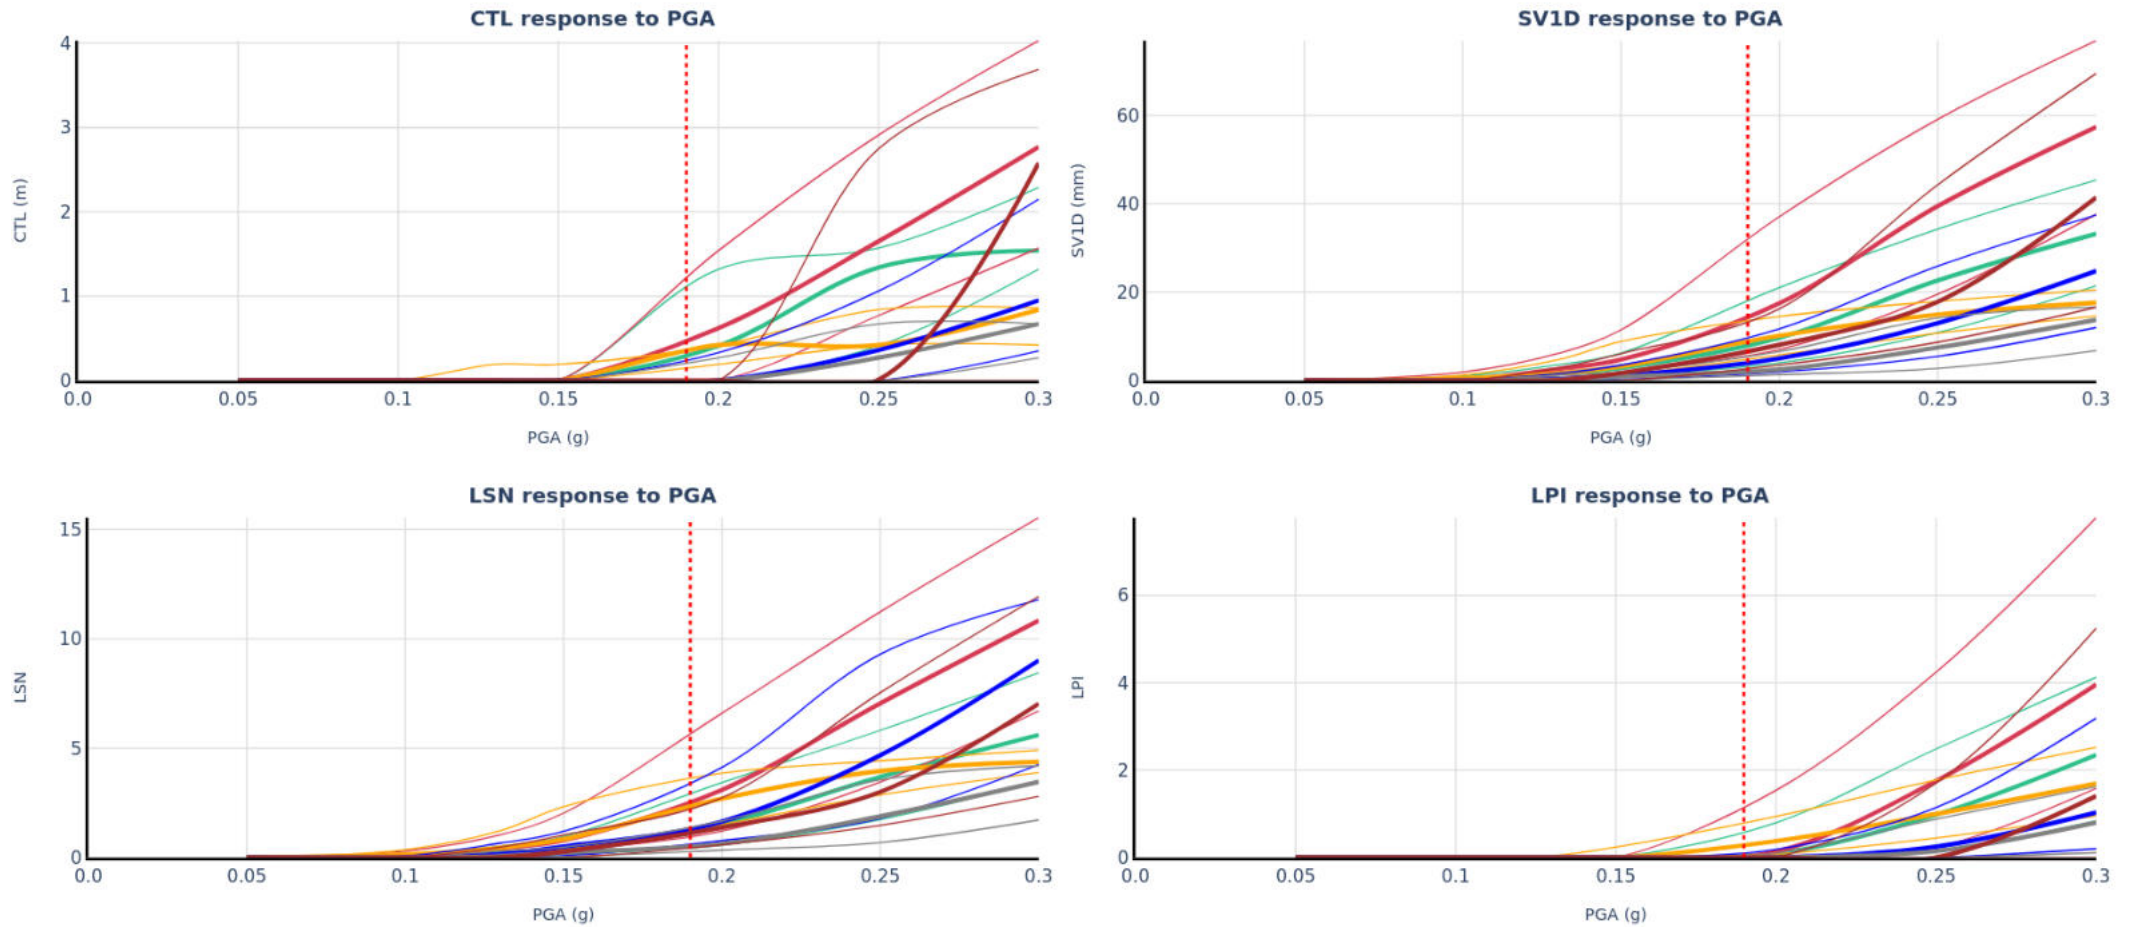 CTL response to PGA
4
3
2
1
0
CTL (m)
0.0 0.05 0.1 0.15 0.2 0.25 0.3
PGA (g)
SV1D response to PGA
60
40
20
0
SV1D (mm)
0.0 0.05 0.1 0.15 0.2 0.25 0.3
PGA (g)
LSN response to PGA
15
10
5
0
LSN
0.0 0.05 0.1 0.15 0.2 0.25 0.3
PGA (g)
LPI response to PGA
6
4
2
0
LPI
0.0 0.05 0.1 0.15 0.2 0.25 0.3
PGA (g)